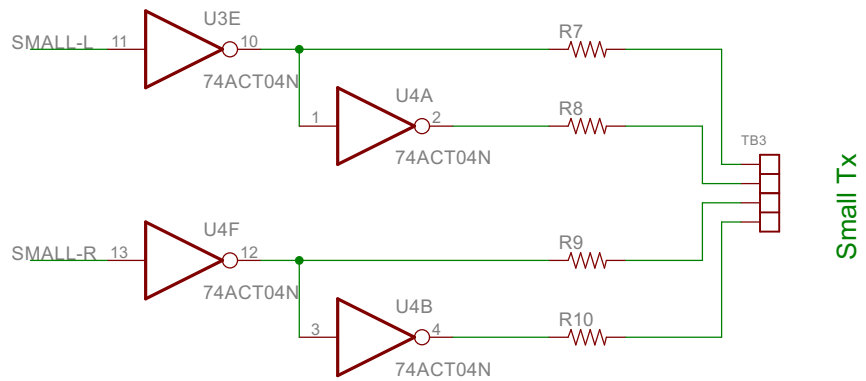 U3E
SMALL-L
11
10
R7
74ACT04N
U4A
R8
1
2
74ACT04N
TB3
Small Tx
U4F
SMALL-R
13
12
R9
74ACT04N
U4B
R10
3
4
74ACT04N